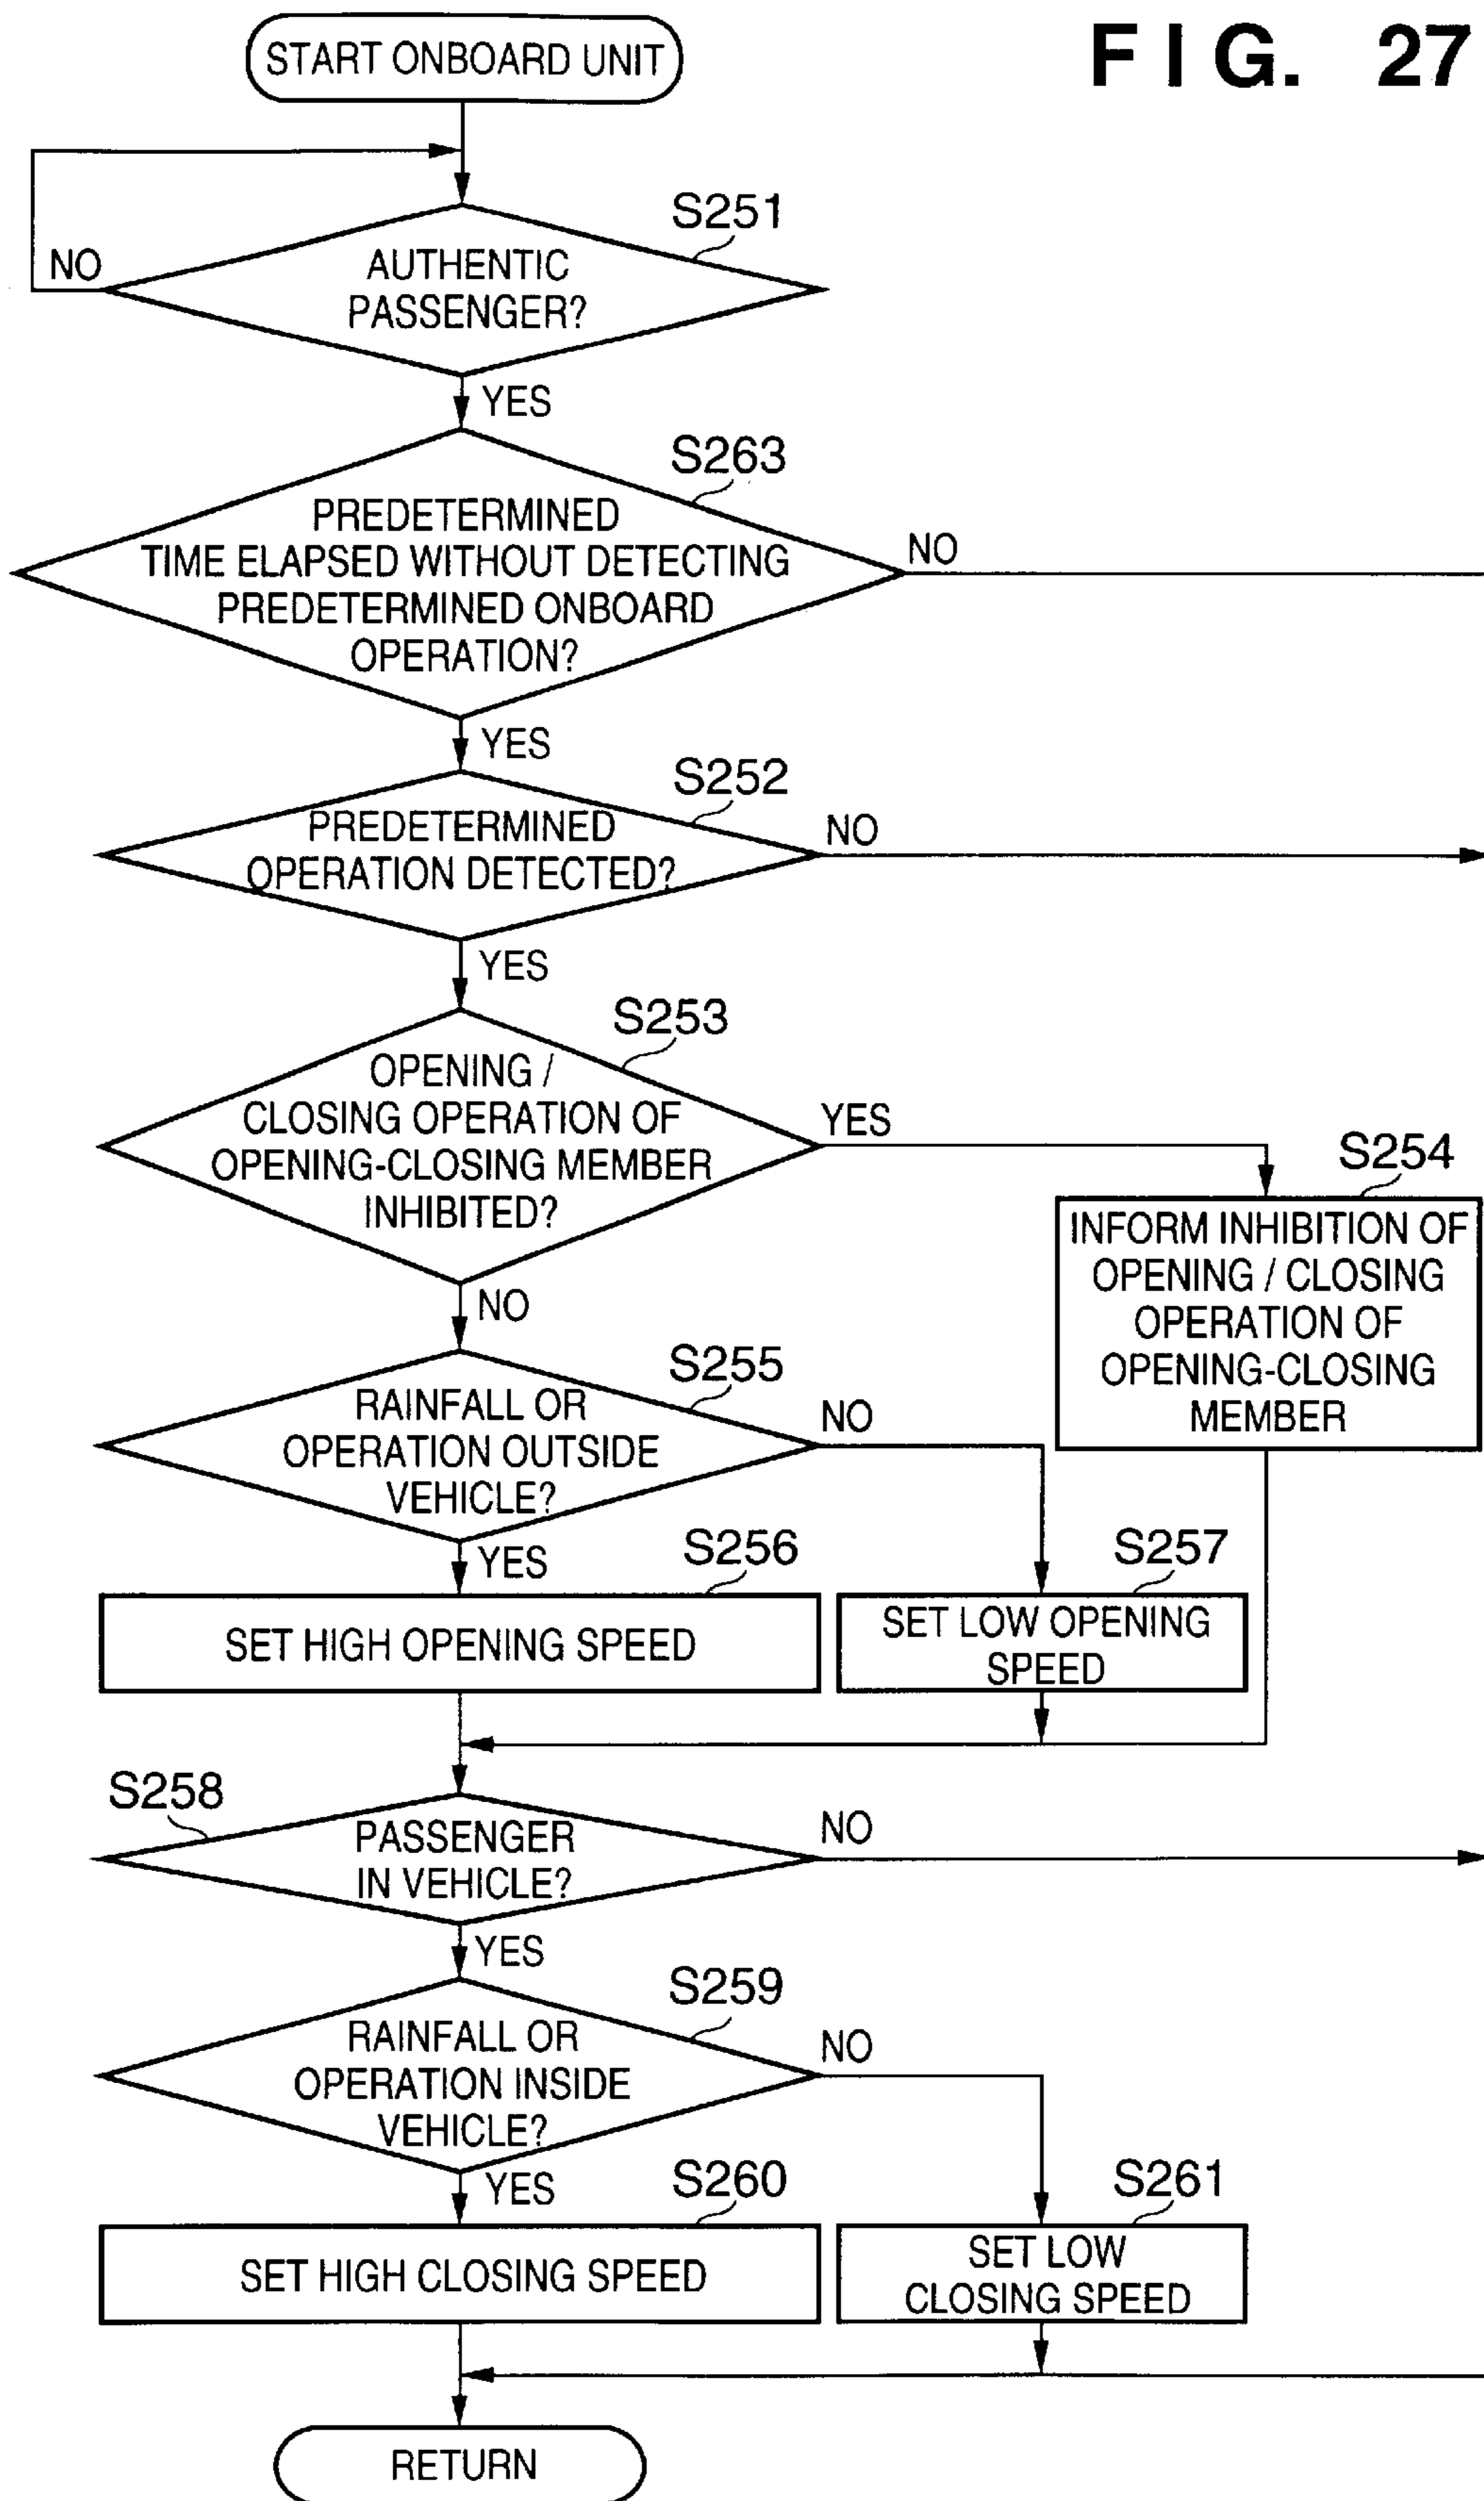 FIG. 27
START ONBOARD UNIT
S251
NO
AUTHENTIC
PASSENGER?
YES
S263
PREDETERMINED
TIME ELAPSED WITHOUT DETECTING
PREDETERMINED ONBOARD
OPERATION?
NO
YES
S252
PREDETERMINED
OPERATION DETECTED?
NO
YES
S253
OPENING /
CLOSING OPERATION OF
OPENING-CLOSING MEMBER
INHIBITED?
YES
S254
INFORM INHIBITION OF
OPENING / CLOSING
OPERATION OF
OPENING-CLOSING
MEMBER
NO
S255
RAINFALL OR
OPERATION OUTSIDE
VEHICLE?
NO
YES
S256
SET HIGH OPENING SPEED
S257
SET LOW OPENING
SPEED
S258
PASSENGER
IN VEHICLE?
NO
YES
S259
RAINFALL OR
OPERATION INSIDE
VEHICLE?
NO
YES
S260
SET HIGH CLOSING SPEED
S261
SET LOW
CLOSING SPEED
RETURN